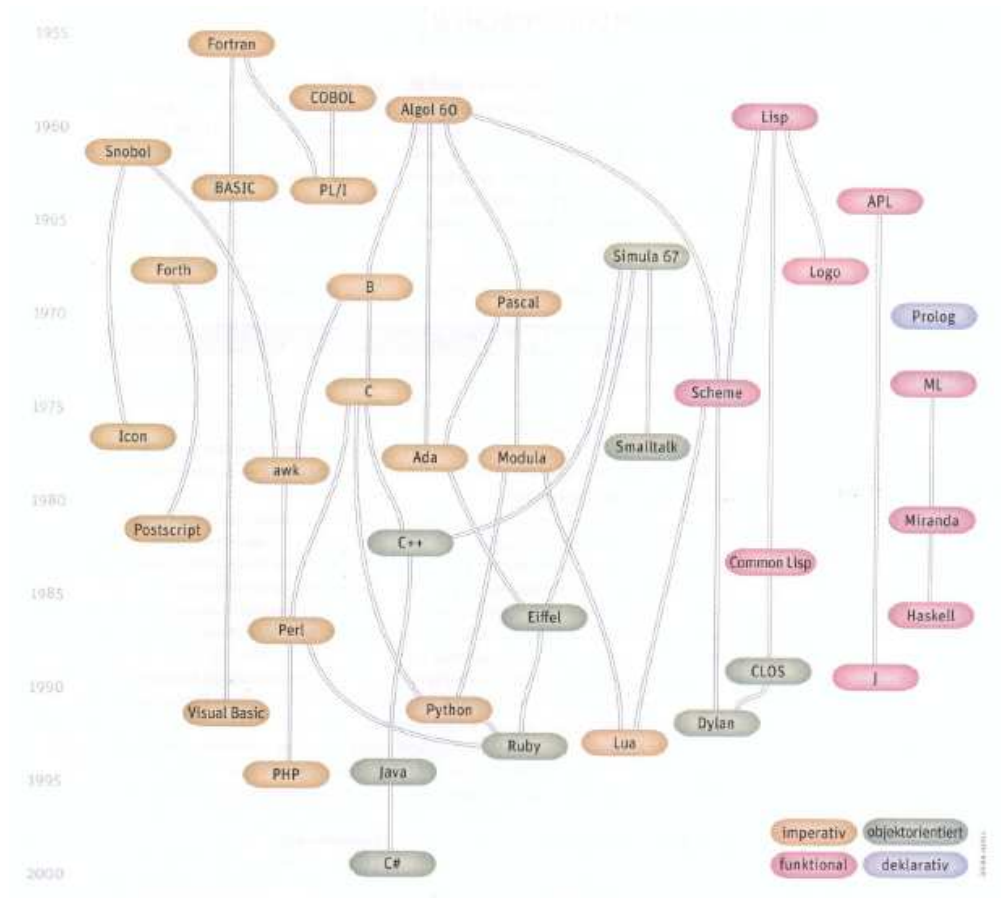 1955
Fortran
COBOL
Algol 60
Lisp
1960
Snobol
BASIC
PL/I
APL
1965
Simula 67
Forth
Logo
B
Pascal
1970
Prolog
C
Scheme
ML
1975
Icon
Smalltalk
awk
Ada
Modula
1980
Postscript
Miranda
C++
Common Lisp
1985
Eiffel
Haskell
Perl
CLOS
J
1990
Visual Basic
Python
Dylan
Ruby
Lua
1995
PHP
Java
C#
2000
imperativ
objektorientiert
funktional
deklarativ